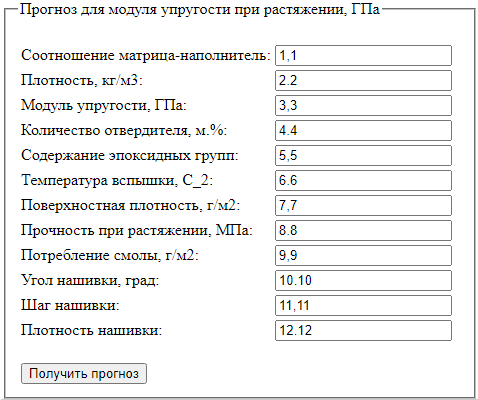 Прогноз для модуля упругости при растяжении, ГПа
Соотношение матрица-наполнитель: 1,1
Плотность, кг/м3: 2.2
Модуль упругости, ГПа: 3,3
Количество отвердителя, м.%: 4.4
Содержание эпоксидных групп: 5,5
Температура вспышки, С_2: 6.6
Поверхностная плотность, г/м2: 7,7
Прочность при растяжении, МПа: 8.8
Потребление смолы, г/м2: 9,9
Угол нашивки, град: 10.10
Шаг нашивки: 11,11
Плотность нашивки: 12.12
Получить прогноз